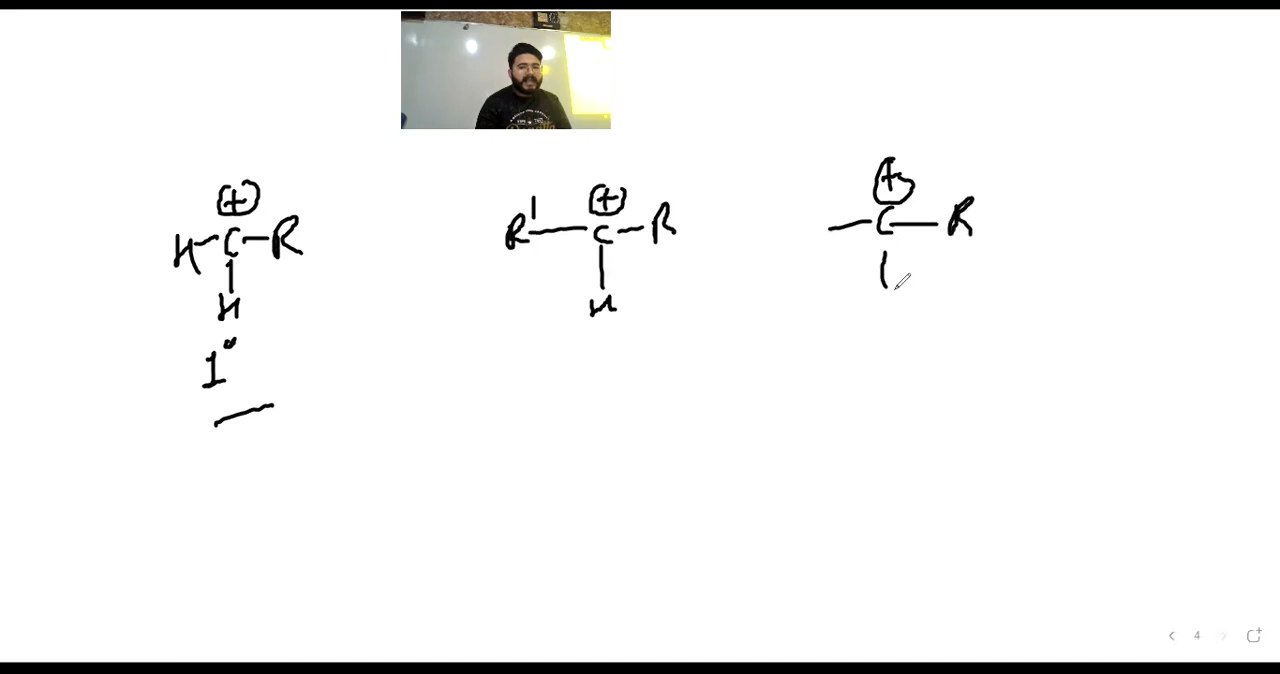 ⊕ ⊕ ⊕
H-C-R R'-C-R -C-R
H H
1°
4